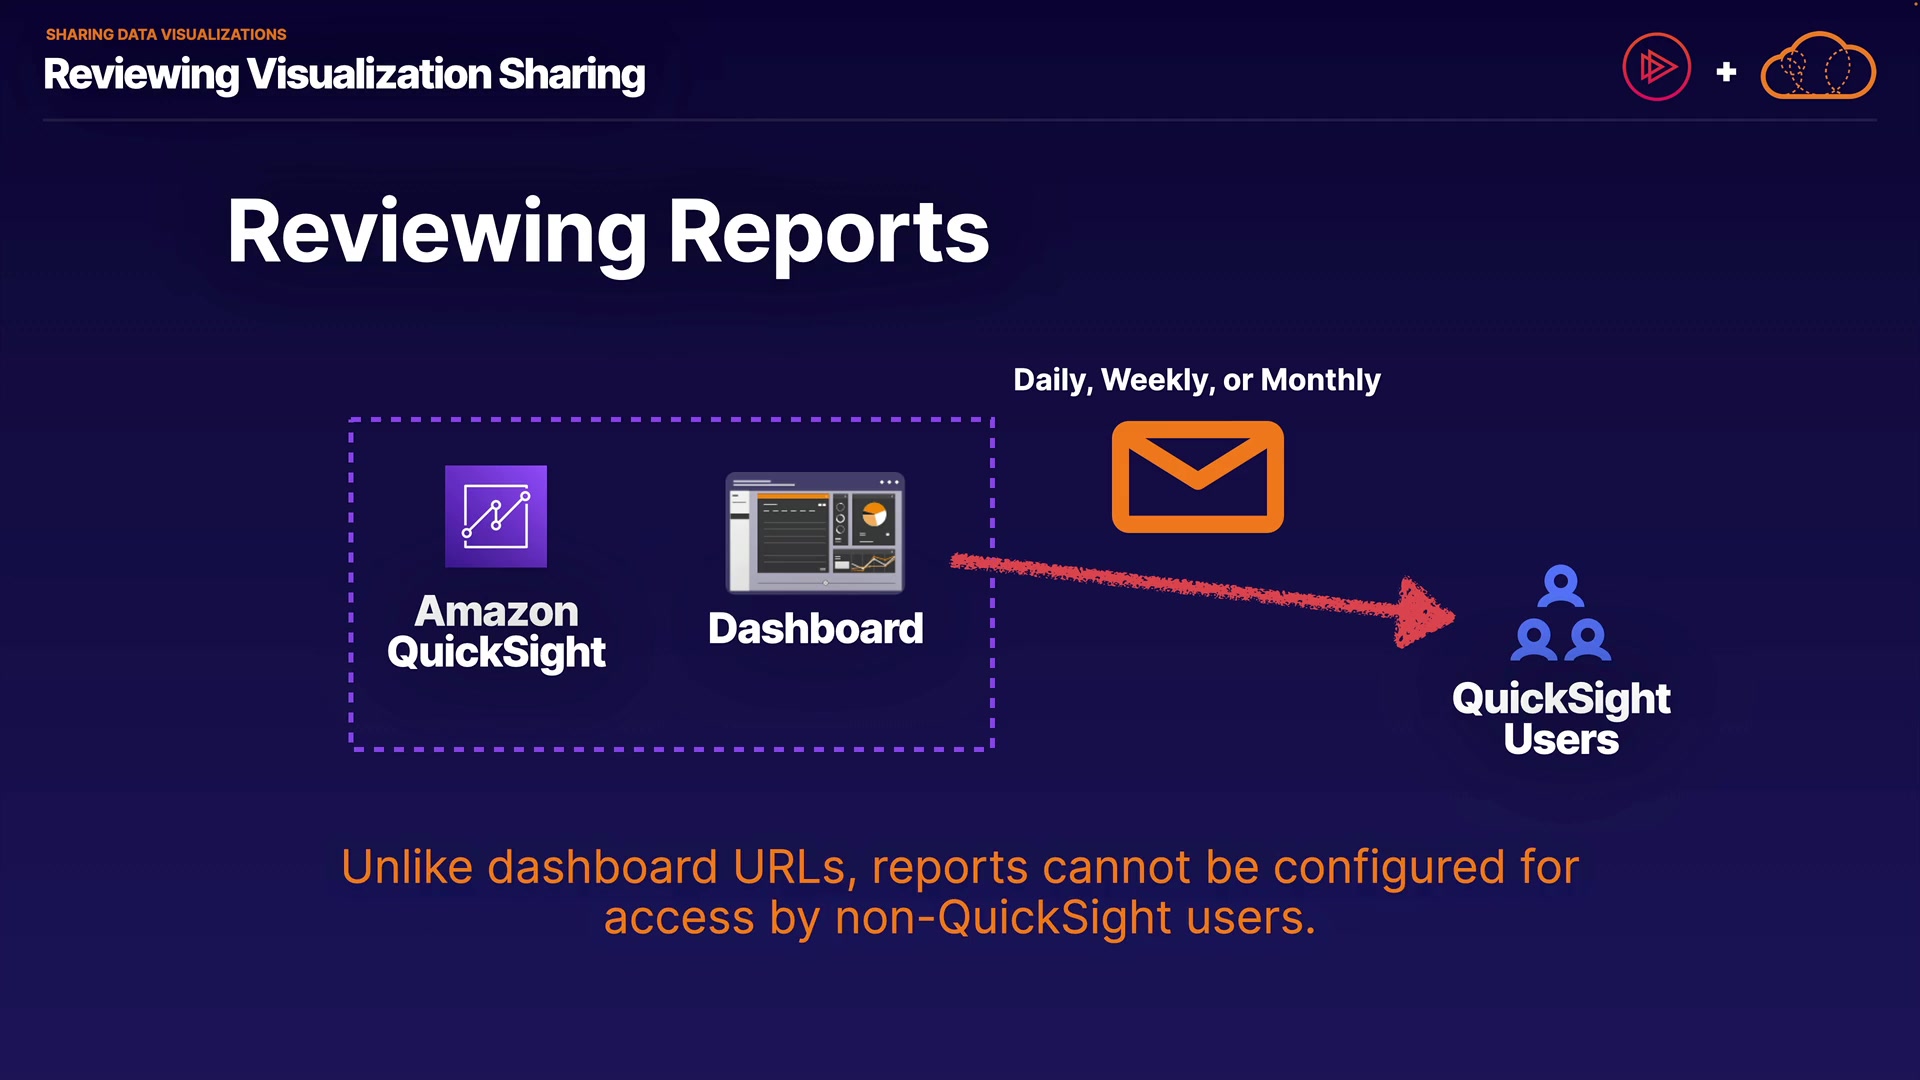 SHARING DATA VISUALIZATIONS
Reviewing Visualization Sharing
+
Reviewing Reports
Daily, Weekly, or Monthly
Amazon
QuickSight
Dashboard
QuickSight
Users
Unlike dashboard URLs, reports cannot be configured for
access by non-QuickSight users.